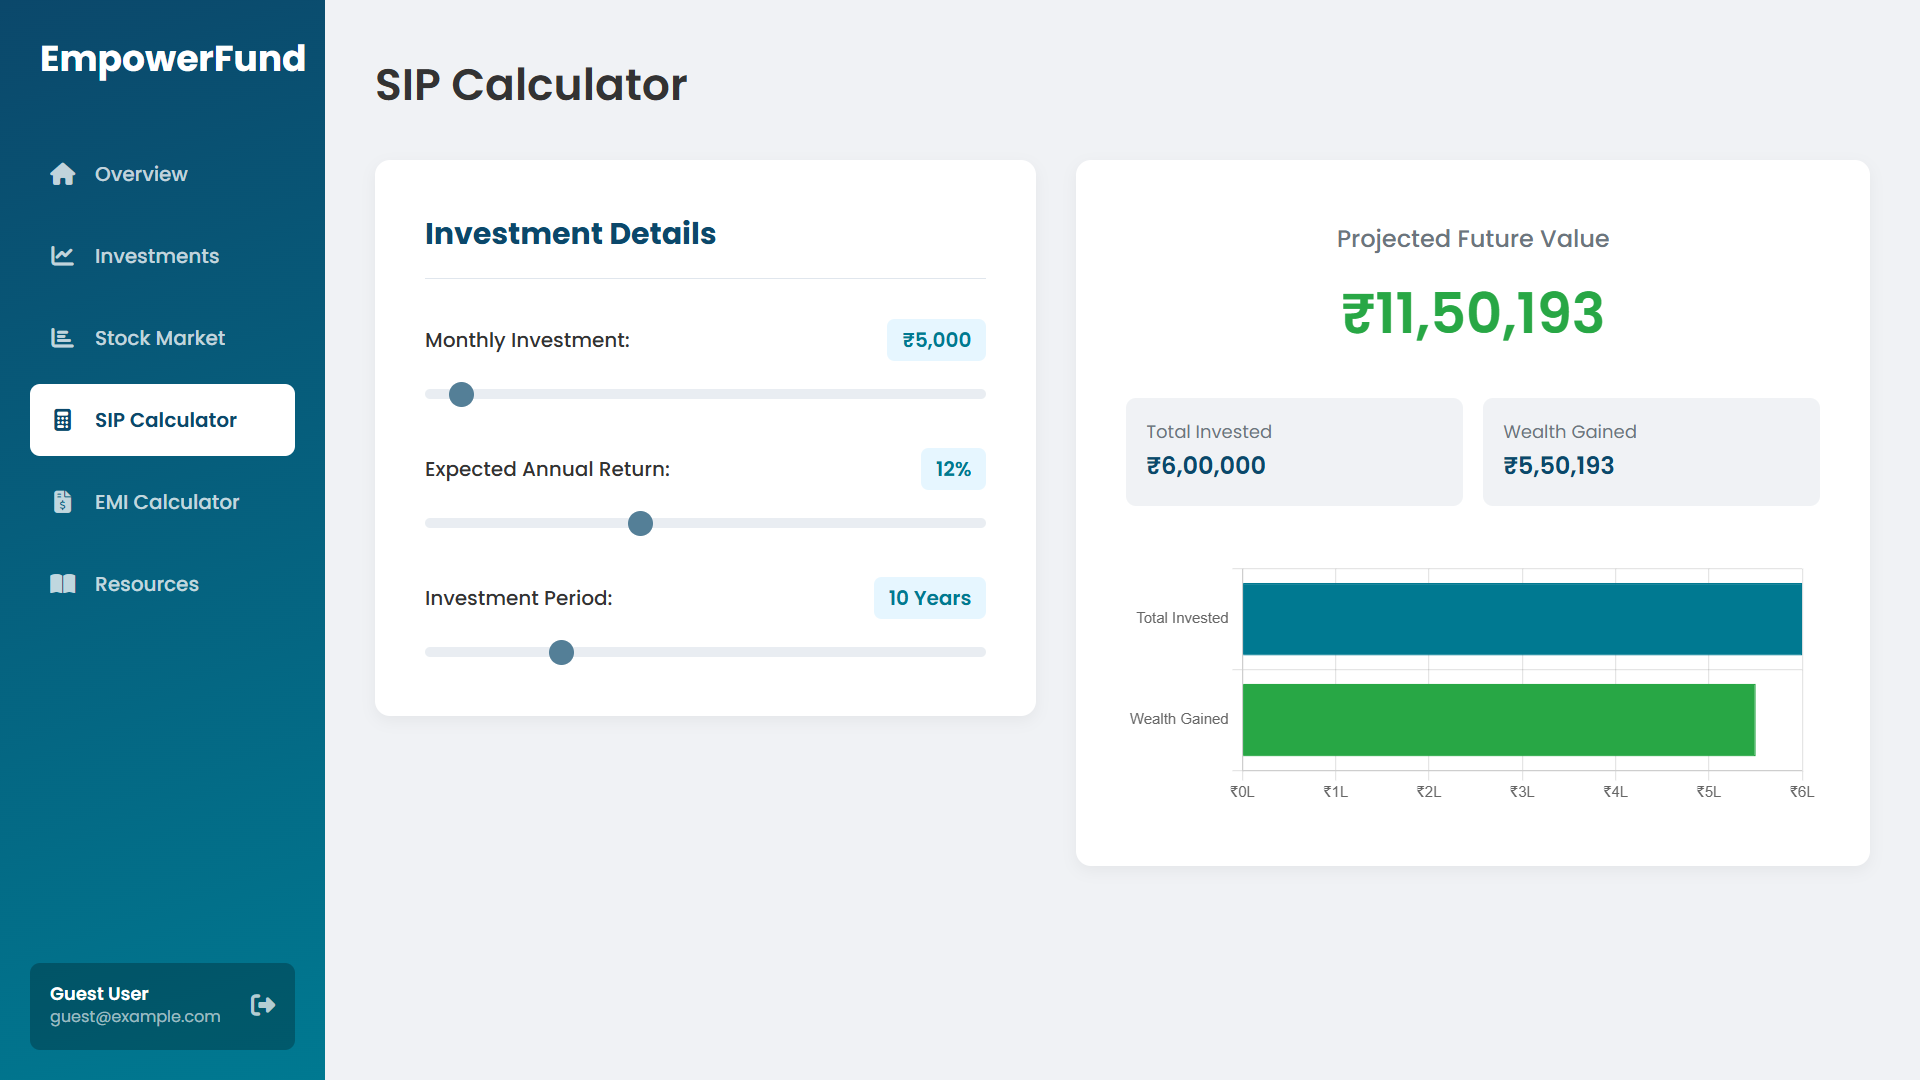 EmpowerFund
Overview
Investments
Stock Market
SIP Calculator
EMI Calculator
Resources
Guest User
guest@example.com
SIP Calculator
Investment Details
Monthly Investment: ₹5,000
Expected Annual Return: 12%
Investment Period: 10 Years
Projected Future Value
₹11,50,193
Total Invested
₹6,00,000
Wealth Gained
₹5,50,193
Total Invested
Wealth Gained
₹0L ₹1L ₹2L ₹3L ₹4L ₹5L ₹6L